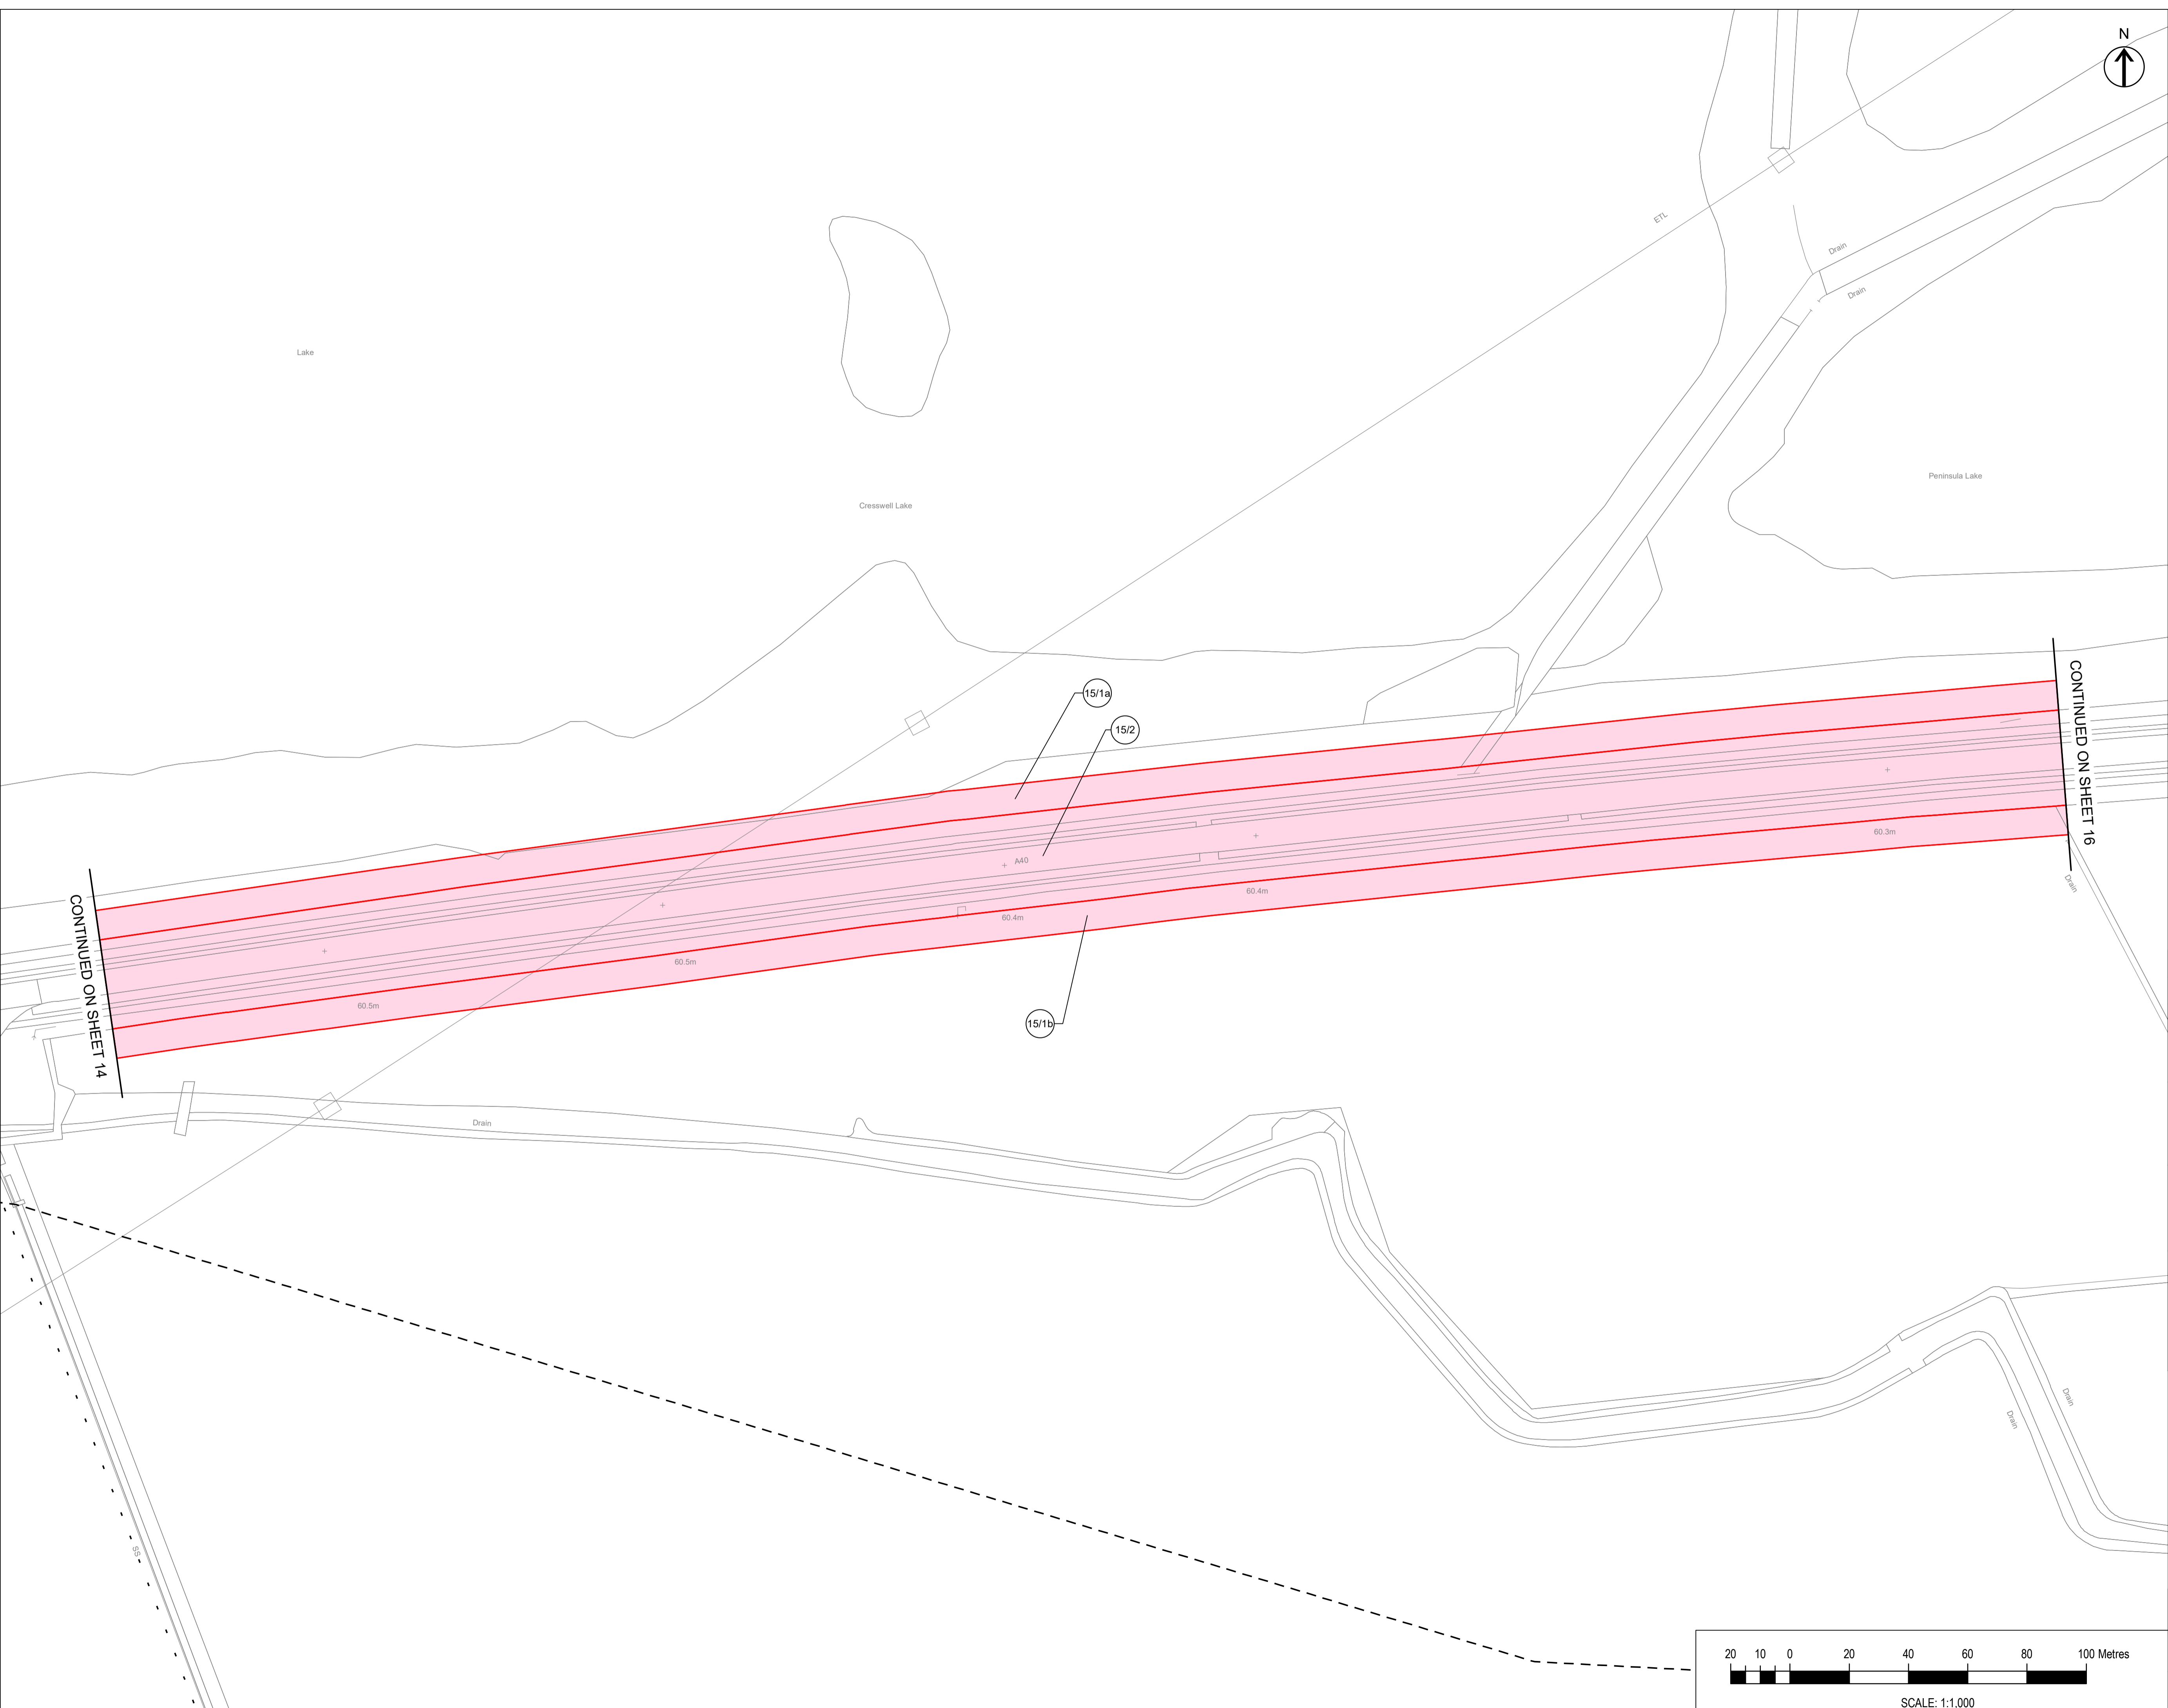 N
ETL
Drain
Drain
Lake
Peninsula Lake
Cresswell Lake
15/1a
15/2
CONTINUED ON SHEET 16
60.3m
A40
60.4m
60.4m
Drain
CONTINUED ON SHEET 14
60.5m
60.5m
15/1b
Drain
Drain
Drain
SS
20 10 0 20 40 60 80 100 Metres
SCALE: 1:1,000